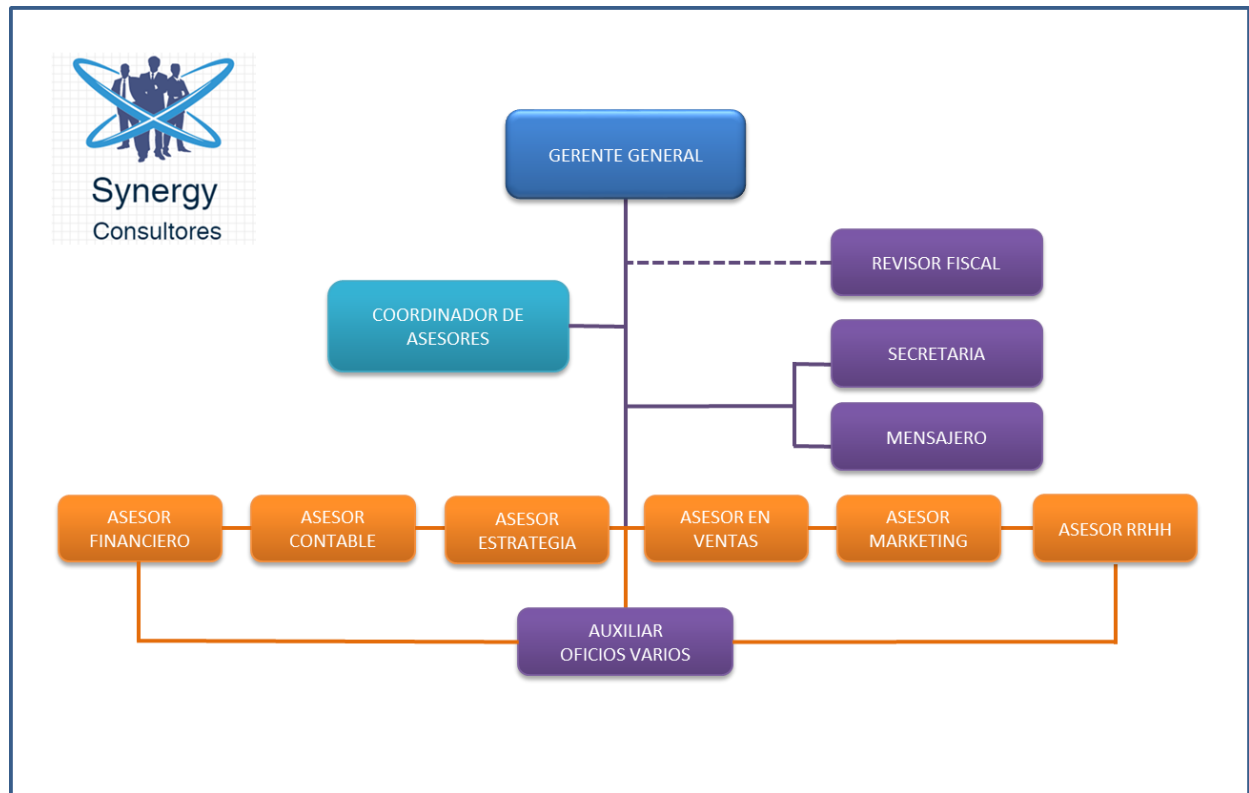 Synergy
Consultores
GERENTE GENERAL
REVISOR FISCAL
COORDINADOR DE
ASESORES
SECRETARIA
MENSAJERO
ASESOR
FINANCIERO
ASESOR
CONTABLE
ASESOR
ESTRATEGIA
ASESOR EN
VENTAS
ASESOR
MARKETING
ASESOR RRHH
AUXILIAR
OFICIOS VARIOS